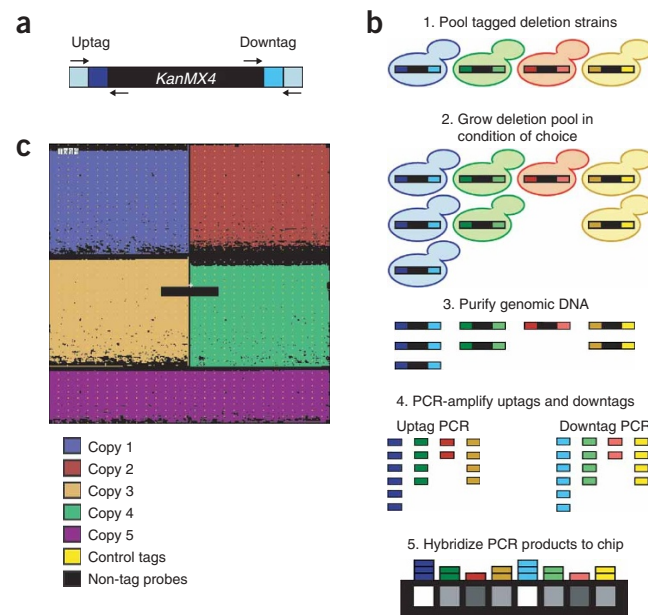 a
Uptag
Downtag
KanMX4
b
1. Pool tagged deletion strains
2. Grow deletion pool in
condition of choice
3. Purify genomic DNA
4. PCR-amplify uptags and downtags
Uptag PCR
Downtag PCR
5. Hybridize PCR products to chip
c
Copy 1
Copy 2
Copy 3
Copy 4
Copy 5
Control tags
Non-tag probes